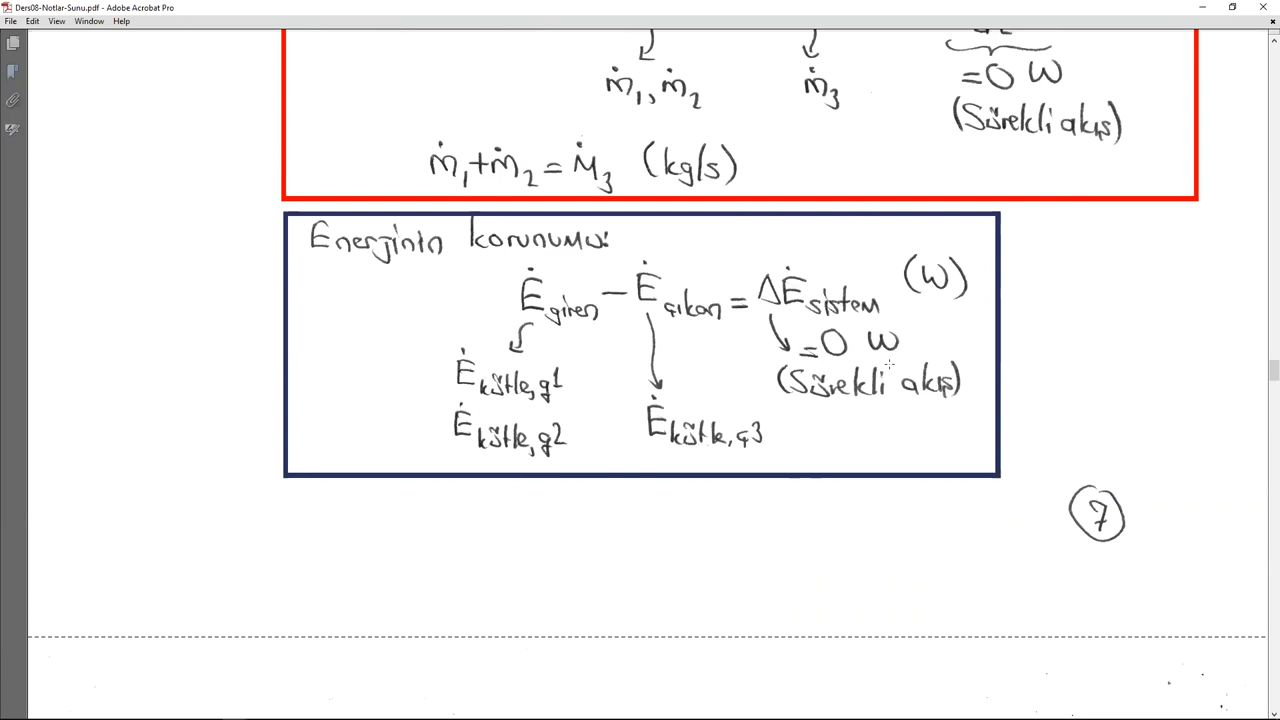 Ders08-Notlar-Sunu.pdf - Adobe Acrobat Pro
File Edit View Window Help
ṁ1, ṁ2 ṁ3 =0 W
(Sürekli akış)
ṁ1+ṁ2 = ṁ3 (kg/s)
Enerjinin korunumu:
Ėgiren − Ėçıkan = ΔĖsistem (W)
=0 W
(Sürekli akış)
Ėkütle,g1
Ėkütle,g2 Ėkütle,ç3
7